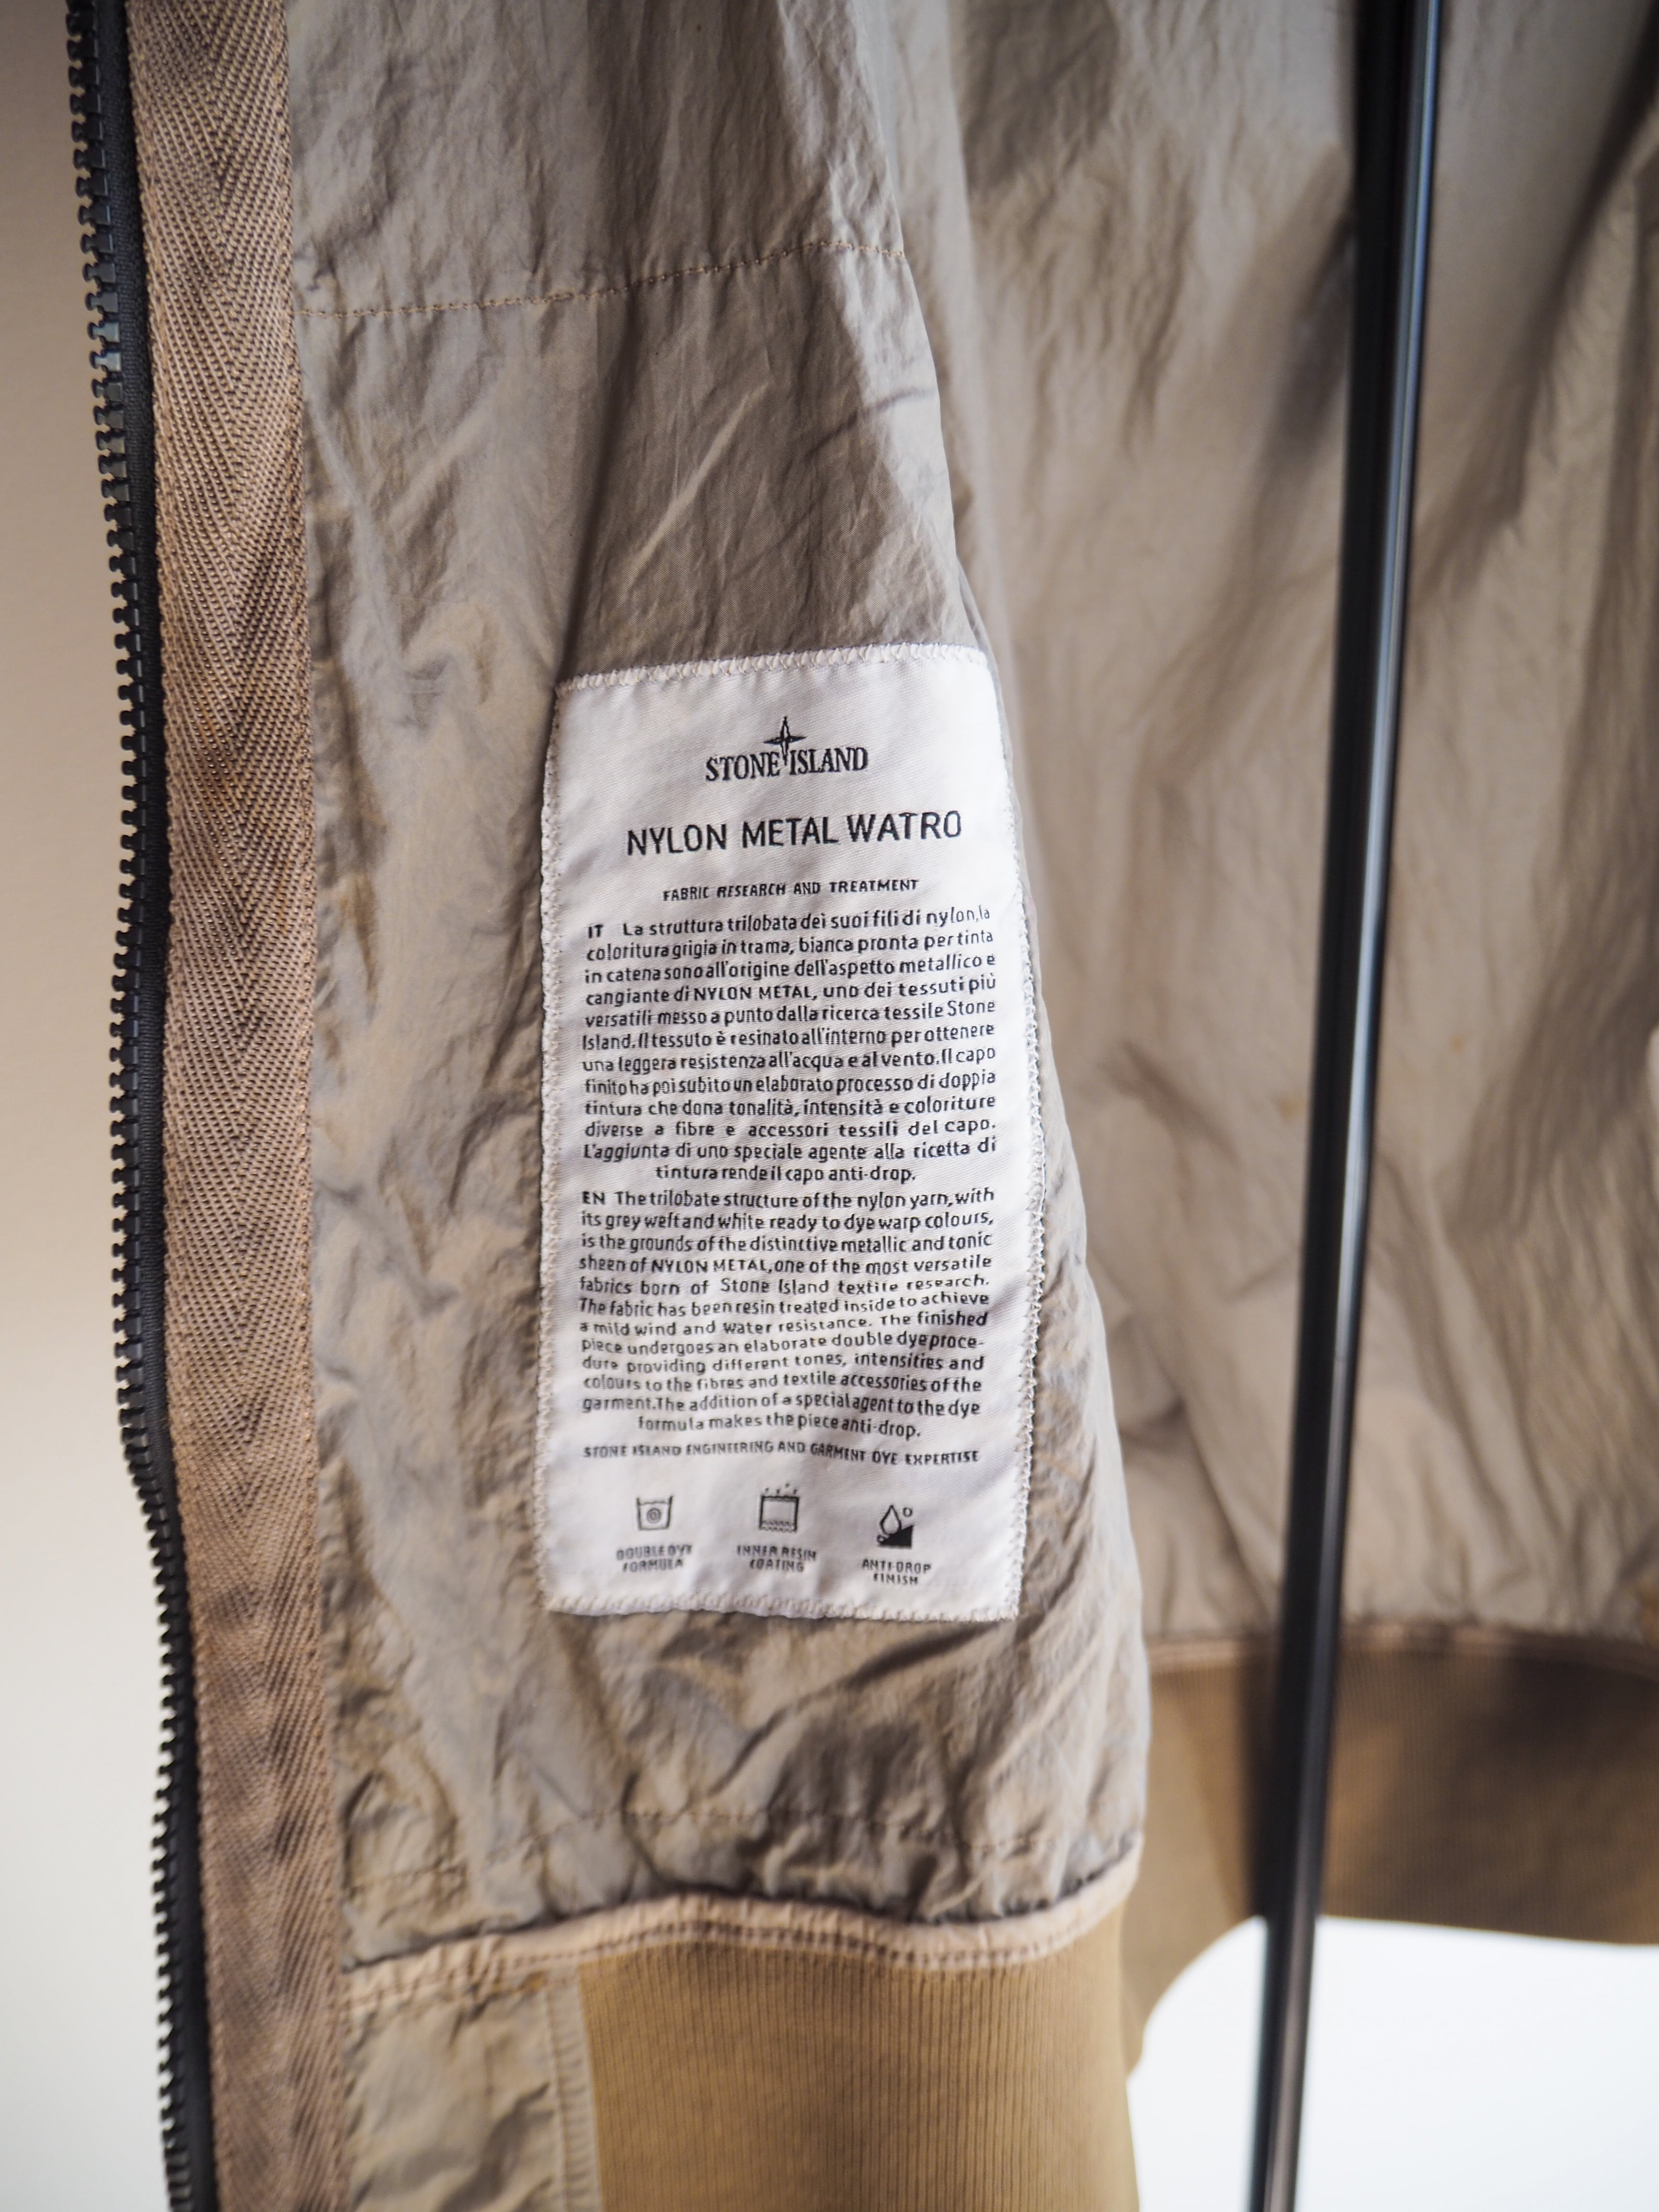 STONE ISLAND
NYLON METAL WATRO
FABRIC RESEARCH AND TREATMENT
IT La struttura trilobata dei suoi fili di nylon, la
coloritura grigia in trama, bianca pronta per tinta
in catena sono all'origine dell'aspetto metallico e
cangiante di NYLON METAL, uno dei tessuti più
versatili messo a punto dalla ricerca tessile Stone
Island. Il tessuto è resinato all'interno per ottenere
una leggera resistenza all'acqua e al vento. Il capo
finito ha poi subito un elaborato processo di doppia
tintura che dona tonalità, intensità e coloriture
diverse a fibre e accessori tessili del capo.
L'aggiunta di uno speciale agente alla ricetta di
tintura rende il capo anti-drop.
EN The trilobate structure of the nylon yarn, with
its grey weft and white ready to dye warp colours,
is the grounds of the distinctive metallic and tonic
sheen of NYLON METAL, one of the most versatile
fabrics born of Stone Island textile research.
The fabric has been resin treated inside to achieve
a mild wind and water resistance. The finished
piece undergoes an elaborate double dye proce-
dure providing different tones, intensities and
colours to the fibres and textile accessories of the
garment. The addition of a special agent to the dye
formula makes the piece anti-drop.
STONE ISLAND ENGINEERING AND GARMENT DYE EXPERTISE
DOUBLE DYE
FORMULA
INNER RESIN
COATING
ANTI-DROP
FINISH